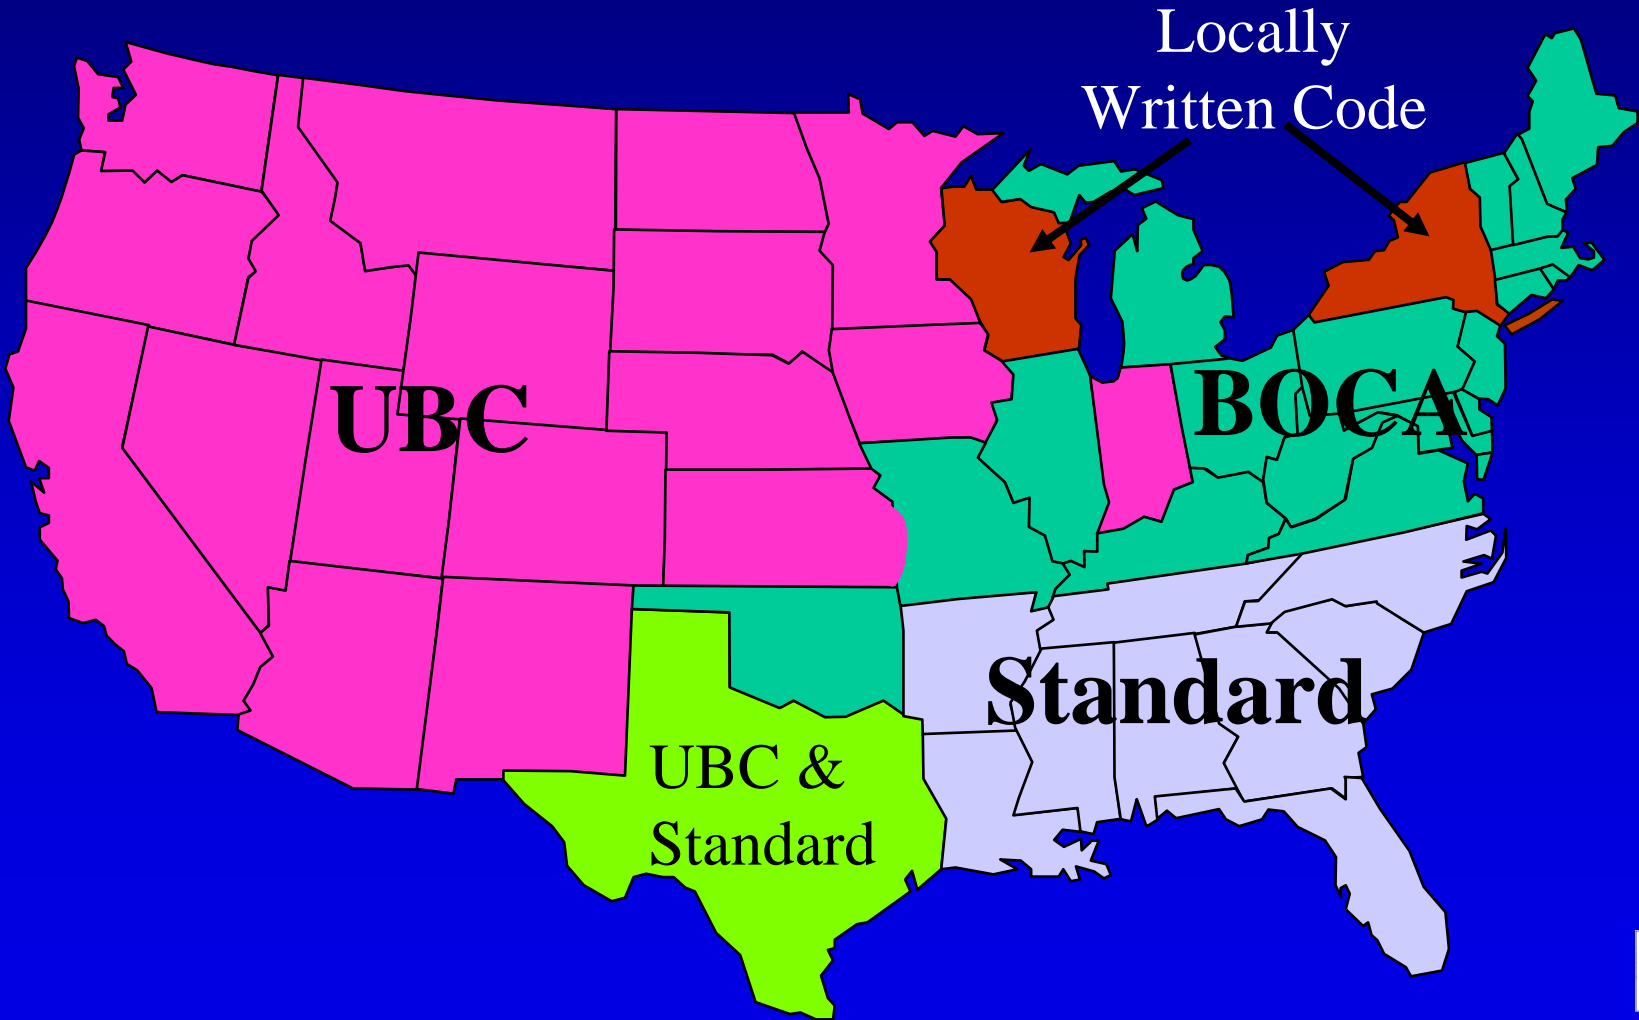 Locally
Written Code
UBC
BOCA
Standard
UBC &
Standard